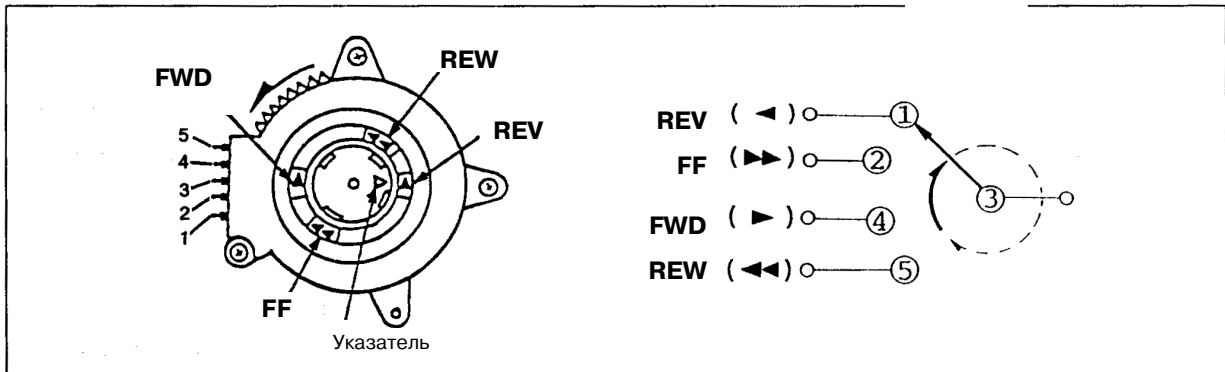 FWD
REW
REV
5
4
3
2
1
FF
Указатель
REV ( ◄ ) ①
FF ( ►► ) ②
③
FWD ( ► ) ④
REW ( ◄◄ ) ⑤